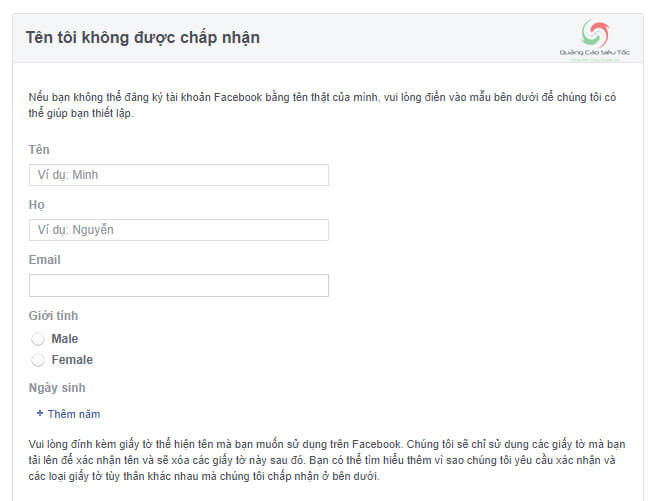 Tên tôi không được chấp nhận
Quảng Cáo Siêu Tốc
Nếu bạn không thể đăng ký tài khoản Facebook bằng tên thật của mình, vui lòng điền vào mẫu bên dưới để chúng tôi có
thể giúp bạn thiết lập.
Tên
Ví dụ: Minh
Họ
Ví dụ: Nguyễn
Email
Giới tính
Male
Female
Ngày sinh
+ Thêm năm
Vui lòng đính kèm giấy tờ thể hiện tên mà bạn muốn sử dụng trên Facebook. Chúng tôi sẽ chỉ sử dụng các giấy tờ mà bạn
tải lên để xác nhận tên và sẽ xóa các giấy tờ này sau đó. Bạn có thể tìm hiểu thêm vì sao chúng tôi yêu cầu xác nhận và
các loại giấy tờ tùy thân khác nhau mà chúng tôi chấp nhận ở bên dưới.